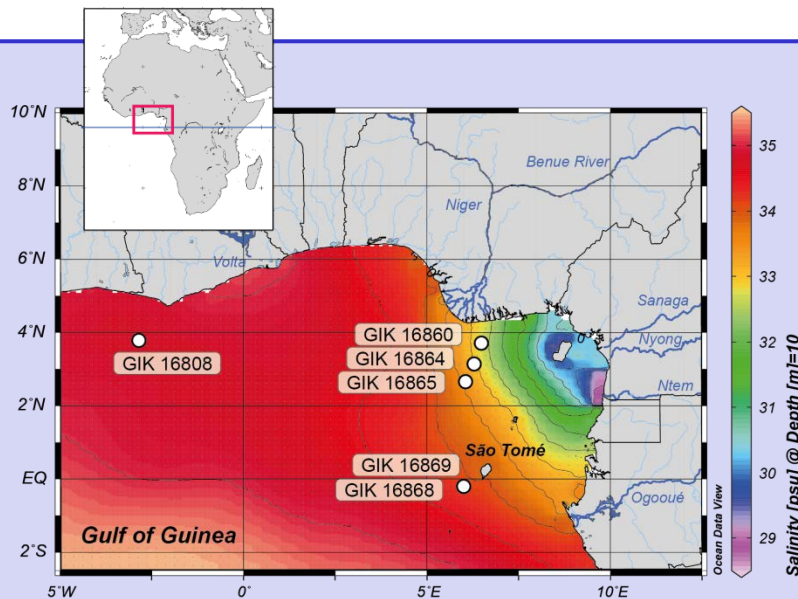 10°N
8°N
6°N
4°N
2°N
EQ
2°S
5°W
0°
5°E
10°E
Benue River
Niger
Volta
Sanaga
Nyong
Ntem
Ogooué
GIK 16860
GIK 16864
GIK 16865
GIK 16808
São Tomé
GIK 16869
GIK 16868
Gulf of Guinea
Ocean Data View
35
34
33
32
31
30
29
Salinity [psu] @ Depth [m]=10